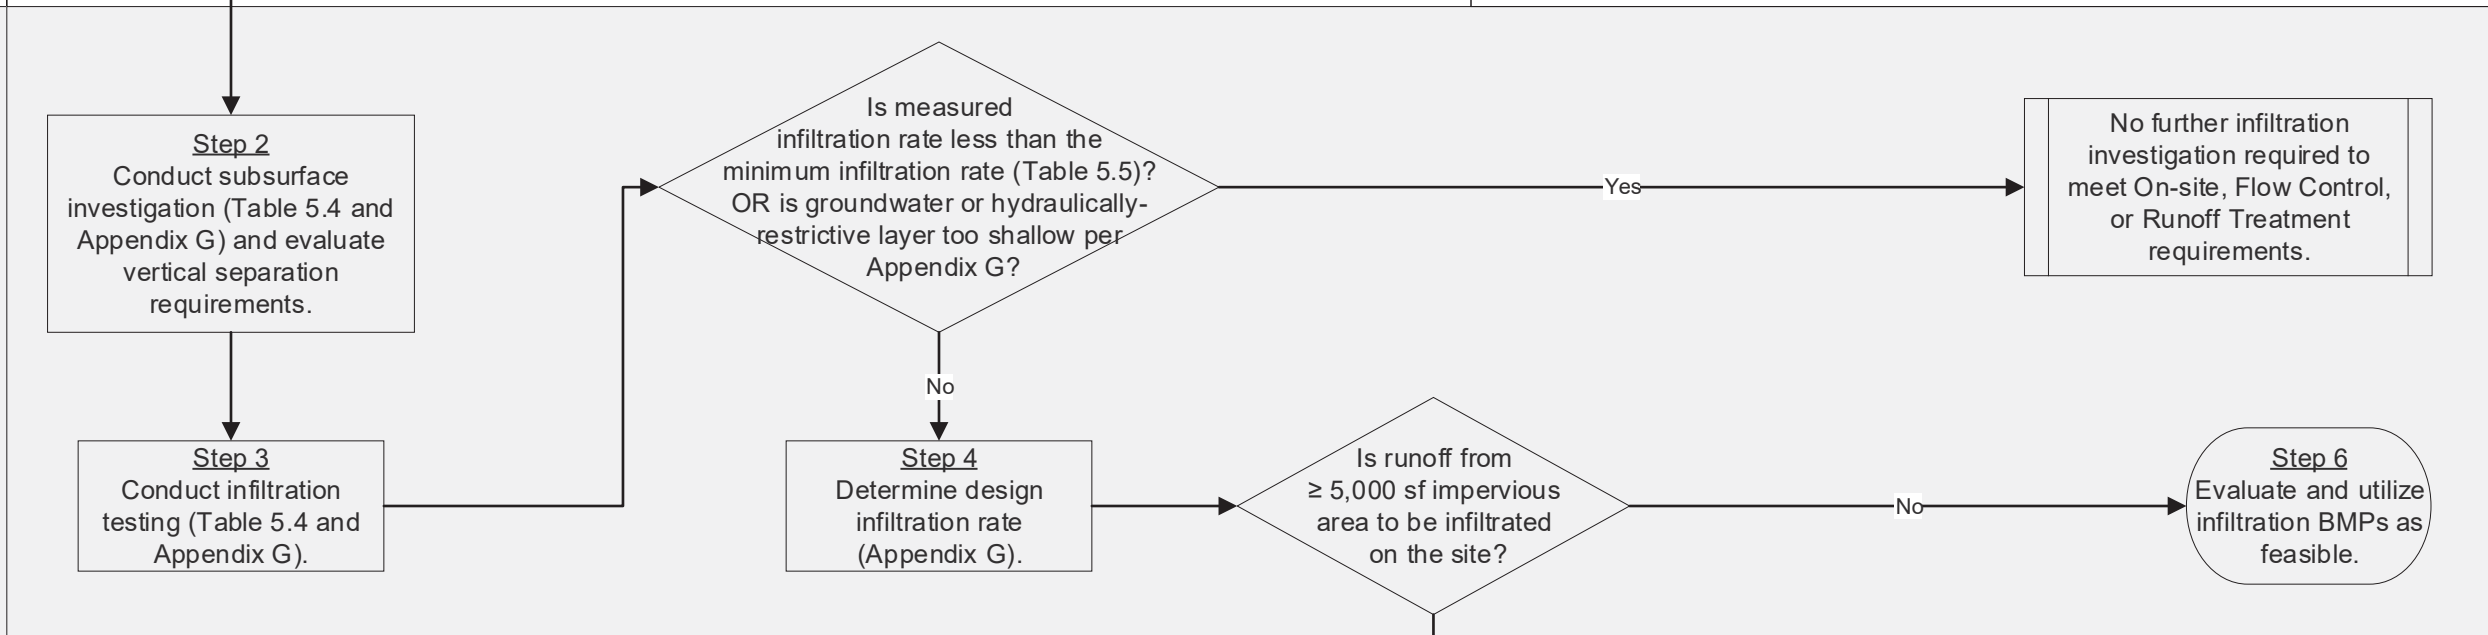 Step 2
Conduct subsurface
investigation (Table 5.4 and
Appendix G) and evaluate
vertical separation
requirements.
Step 3
Conduct infiltration
testing (Table 5.4 and
Appendix G).
Is measured
infiltration rate less than the
minimum infiltration rate (Table 5.5)?
OR is groundwater or hydraulically-
restrictive layer too shallow per
Appendix G?
Yes
No further infiltration
investigation required to
meet On-site, Flow Control,
or Runoff Treatment
requirements.
No
Step 4
Determine design
infiltration rate
(Appendix G).
Is runoff from
≥ 5,000 sf impervious
area to be infiltrated
on the site?
No
Step 6
Evaluate and utilize
infiltration BMPs as
feasible.